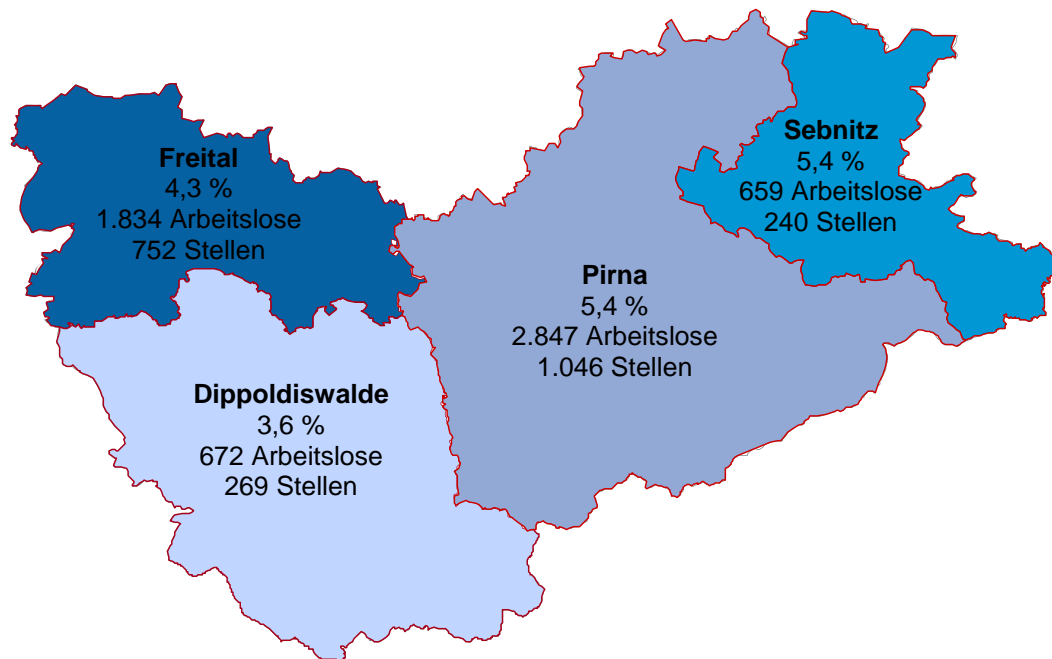 Freital
4,3 %
1.834 Arbeitslose
752 Stellen
Sebnitz
5,4 %
659 Arbeitslose
240 Stellen
Pirna
5,4 %
2.847 Arbeitslose
1.046 Stellen
Dippoldiswalde
3,6 %
672 Arbeitslose
269 Stellen